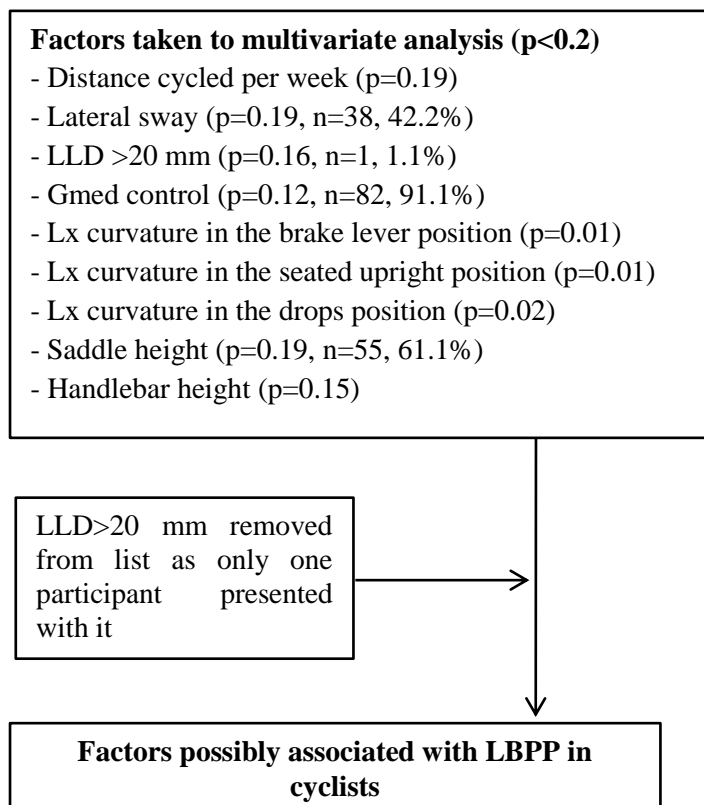 Factors taken to multivariate analysis (p<0.2)
- Distance cycled per week (p=0.19)
- Lateral sway (p=0.19, n=38, 42.2%)
- LLD >20 mm (p=0.16, n=1, 1.1%)
- Gmed control (p=0.12, n=82, 91.1%)
- Lx curvature in the brake lever position (p=0.01)
- Lx curvature in the seated upright position (p=0.01)
- Lx curvature in the drops position (p=0.02)
- Saddle height (p=0.19, n=55, 61.1%)
- Handlebar height (p=0.15)
LLD>20 mm removed
from list as only one
participant presented
with it
Factors possibly associated with LBPP in
cyclists